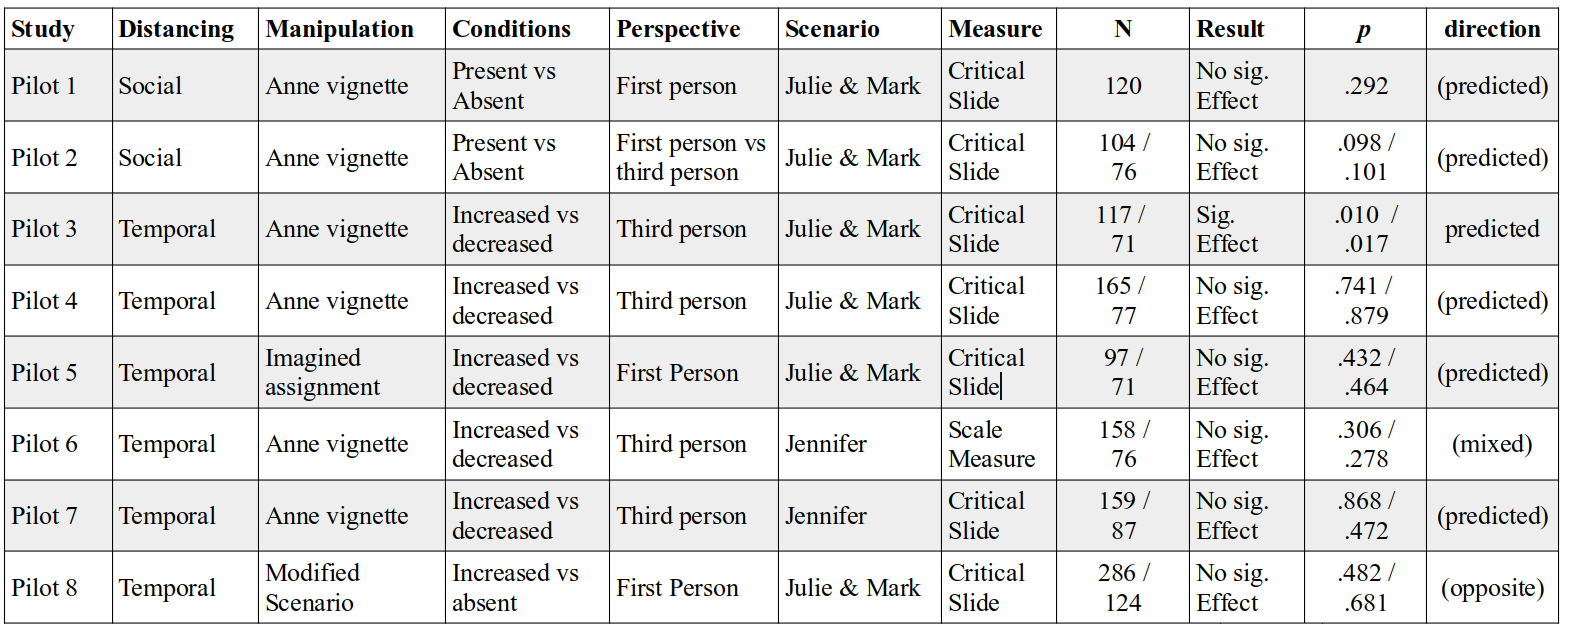 Study Distancing Manipulation Conditions Perspective Scenario Measure N Result p direction
Pilot 1 Social Anne vignette Present vs Absent First person Julie & Mark Critical Slide 120 No sig. Effect .292 (predicted)
Pilot 2 Social Anne vignette Present vs Absent First person vs third person Julie & Mark Critical Slide 104 / 76 No sig. Effect .098 / .101 (predicted)
Pilot 3 Temporal Anne vignette Increased vs decreased Third person Julie & Mark Critical Slide 117 / 71 Sig. Effect .010 / .017 predicted
Pilot 4 Temporal Anne vignette Increased vs decreased Third person Julie & Mark Critical Slide 165 / 77 No sig. Effect .741 / .879 (predicted)
Pilot 5 Temporal Imagined assignment Increased vs decreased First Person Julie & Mark Critical Slide 97 / 71 No sig. Effect .432 / .464 (predicted)
Pilot 6 Temporal Anne vignette Increased vs decreased Third person Jennifer Scale Measure 158 / 76 No sig. Effect .306 / .278 (mixed)
Pilot 7 Temporal Anne vignette Increased vs decreased Third person Jennifer Critical Slide 159 / 87 No sig. Effect .868 / .472 (predicted)
Pilot 8 Temporal Modified Scenario Increased vs absent First Person Julie & Mark Critical Slide 286 / 124 No sig. Effect .482 / .681 (opposite)